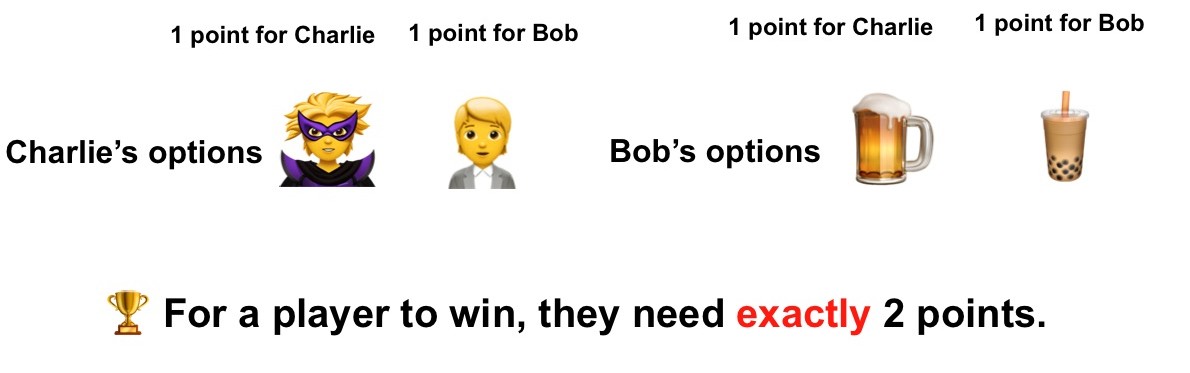 1 point for Charlie 1 point for Bob 1 point for Charlie 1 point for Bob
Charlie’s options Bob’s options
For a player to win, they need exactly 2 points.